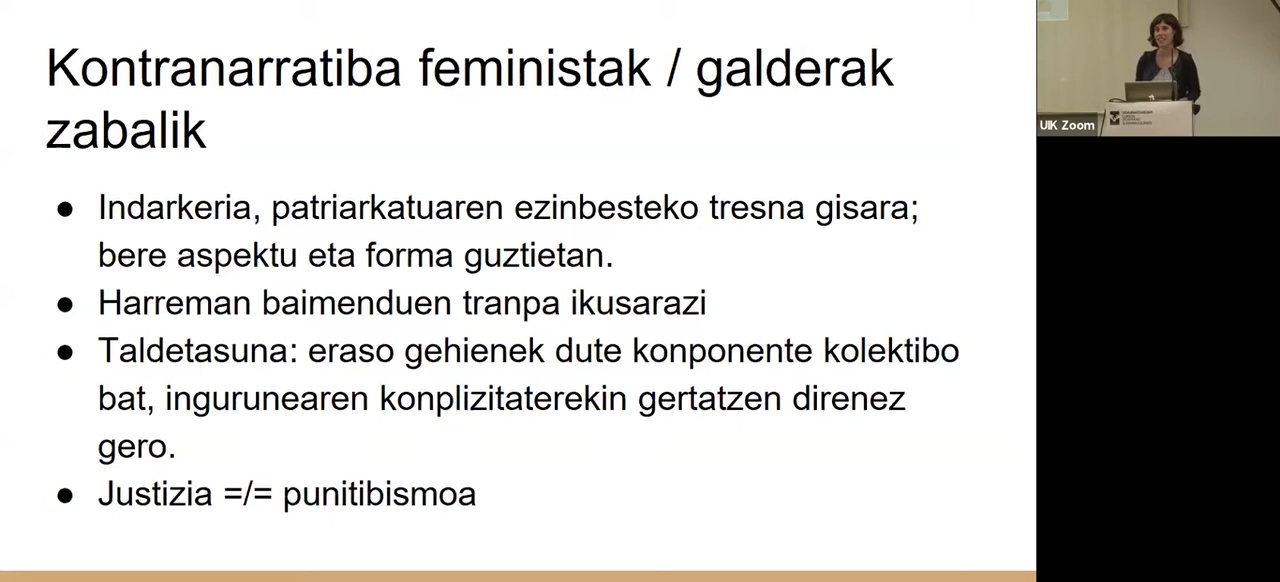 Kontranarratiba feministak / galderak
zabalik
● Indarkeria, patriarkatuaren ezinbesteko tresna gisara;
bere aspektu eta forma guztietan.
● Harreman baimenduen tranpa ikusarazi
● Taldetasuna: eraso gehienek dute konponente kolektibo
bat, ingurunearen konplizitaterekin gertatzen direnez
gero.
● Justizia =/= punitibismoa
UIK Zoom